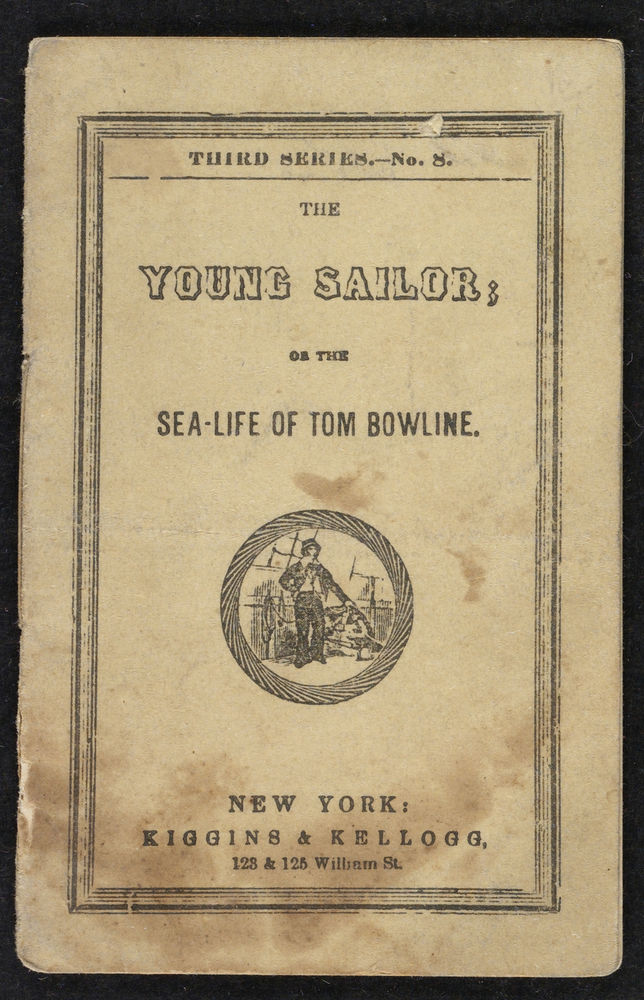 THIRD SERIES.—No. 8.
THE
YOUNG SAILOR;
OR THE
SEA-LIFE OF TOM BOWLINE.
NEW YORK:
KIGGINS & KELLOGG,
123 & 125 William St.